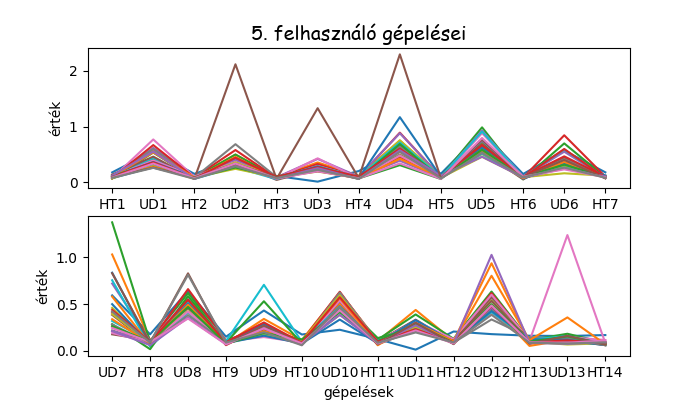 5. felhasználó gépelései
érték
2
1
0
HT1 UD1 HT2 UD2 HT3 UD3 HT4 UD4 HT5 UD5 HT6 UD6 HT7
érték
1.0
0.5
0.0
UD7 HT8 UD8 HT9 UD9 HT10 UD10 HT11 UD11 HT12 UD12 HT13 UD13 HT14
gépelések